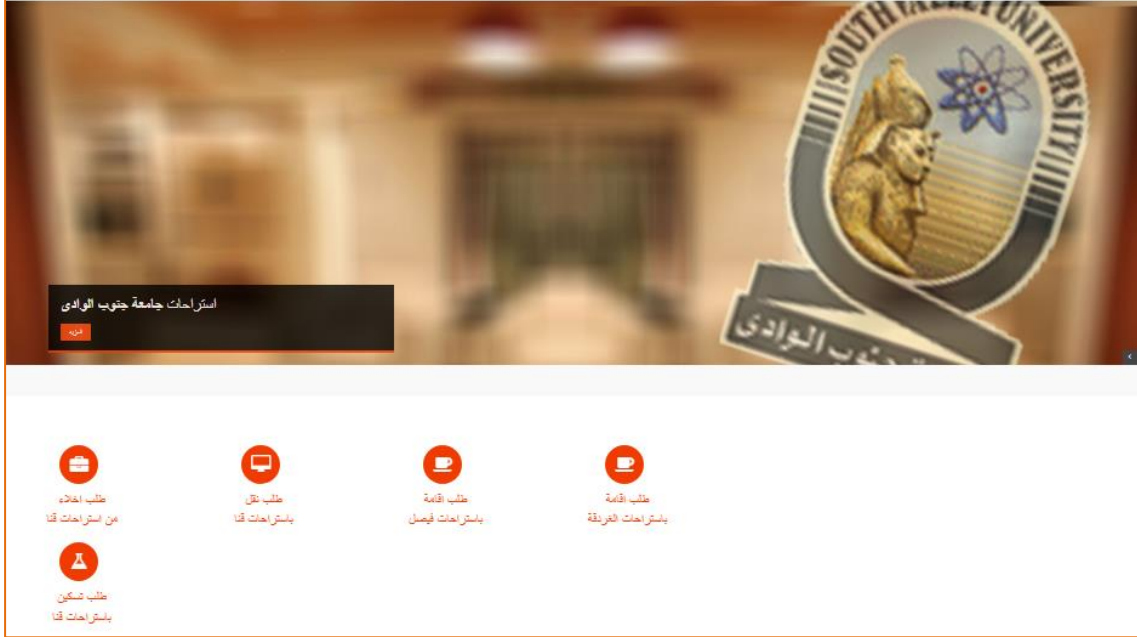 SOUTH VALLEY UNIVERSITY
جنوب الوادى
استراحات جامعة جنوب الوادى
المزيد
طلب اقامة
باستراحات الغردقة
طلب اقامة
باستراحات فيصل
طلب نقل
باستراحات قنا
طلب اخلاء
من استراحات قنا
طلب تسكين
باستراحات قنا